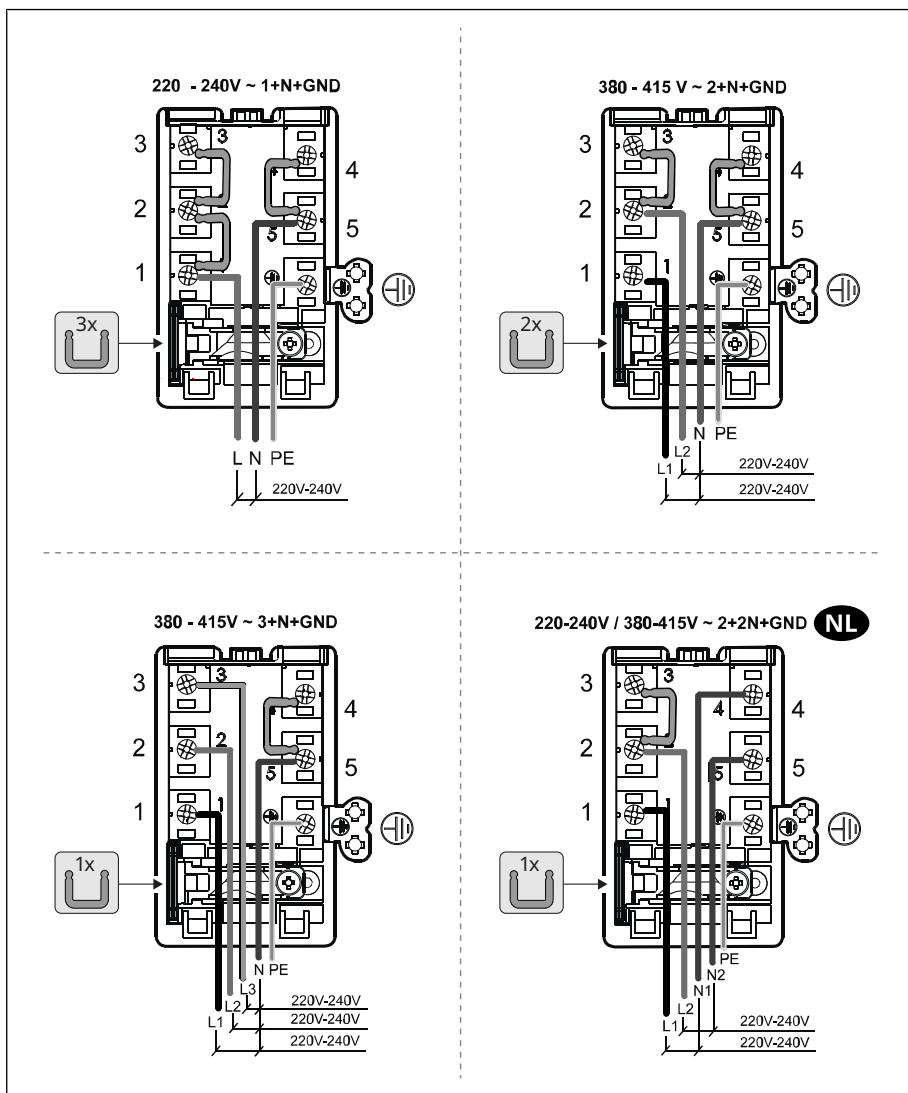 220 - 240V ~ 1+N+GND
3
3
4
2
5
5
1
3x
L N PE
220V-240V
380 - 415 V ~ 2+N+GND
3
3
4
2
5
5
1
1
2x
N PE
L2
L1
220V-240V
220V-240V
380 - 415V ~ 3+N+GND
3
3
4
2
2
5
5
1
1
1x
N PE
L3
L2
L1
220V-240V
220V-240V
220V-240V
220-240V / 380-415V ~ 2+2N+GND NL
3
3
4
4
2
5
5
1
1x
PE
N2
N1
L2
L1
220V-240V
220V-240V